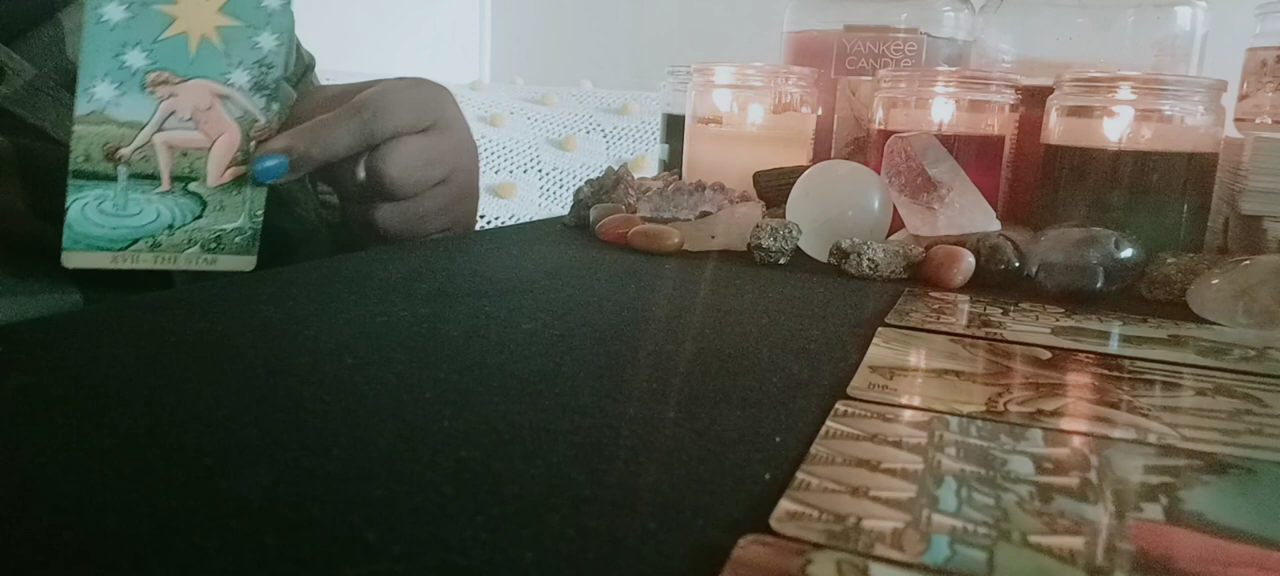 YANKEE
CANDLE
XVII - THE STAR